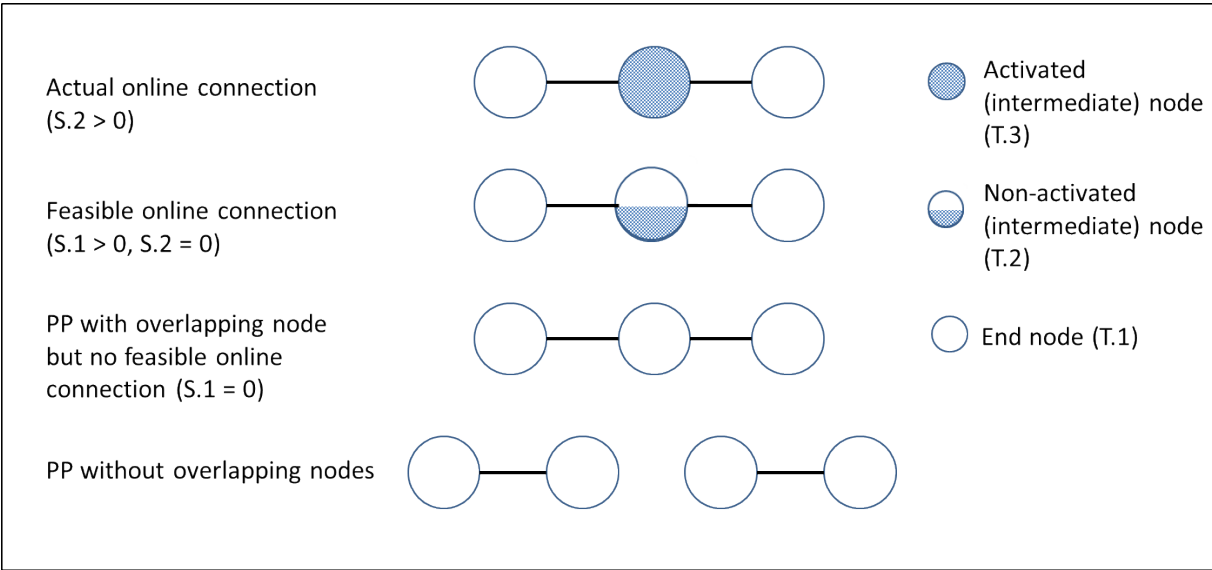 Actual online connection
(S.2 > 0)
Feasible online connection
(S.1 > 0, S.2 = 0)
PP with overlapping node
but no feasible online
connection (S.1 = 0)
PP without overlapping nodes
Activated
(intermediate) node
(T.3)
Non-activated
(intermediate) node
(T.2)
End node (T.1)